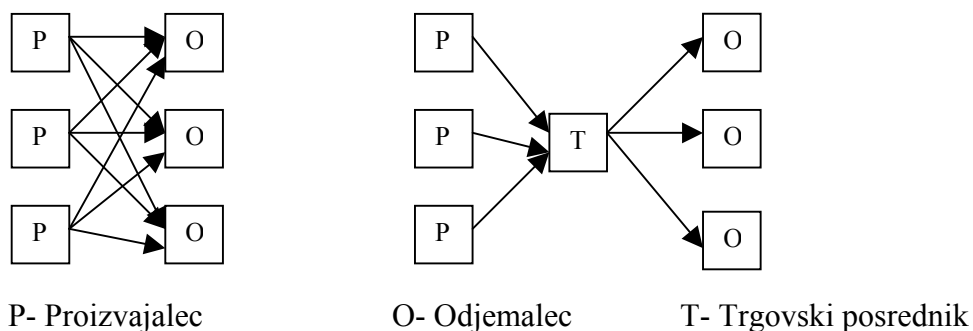 P O P O
P O P T O
P O P O
P- Proizvajalec O- Odjemalec T- Trgovski posrednik